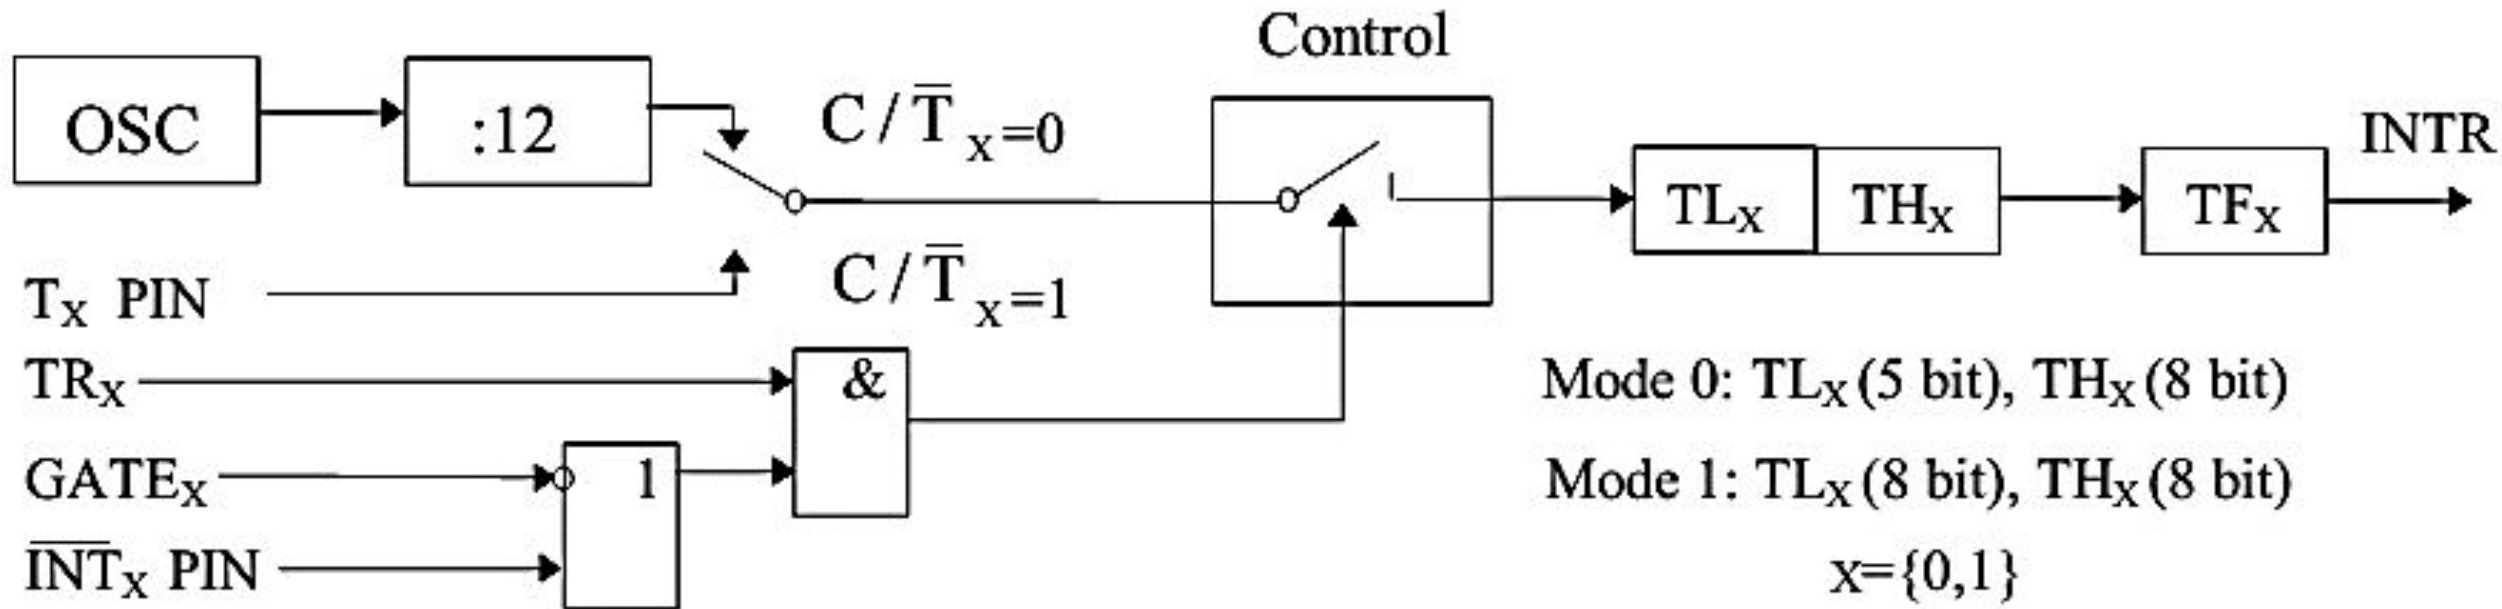 Control
OSC
:12
C / T̅ X=0
INTR
TLX
THX
TFX
C / T̅ X=1
TX PIN
TRX
&
Mode 0: TLX (5 bit), THX (8 bit)
GATEX
1
Mode 1: TLX (8 bit), THX (8 bit)
I̅N̅T̅X PIN
X={0,1}